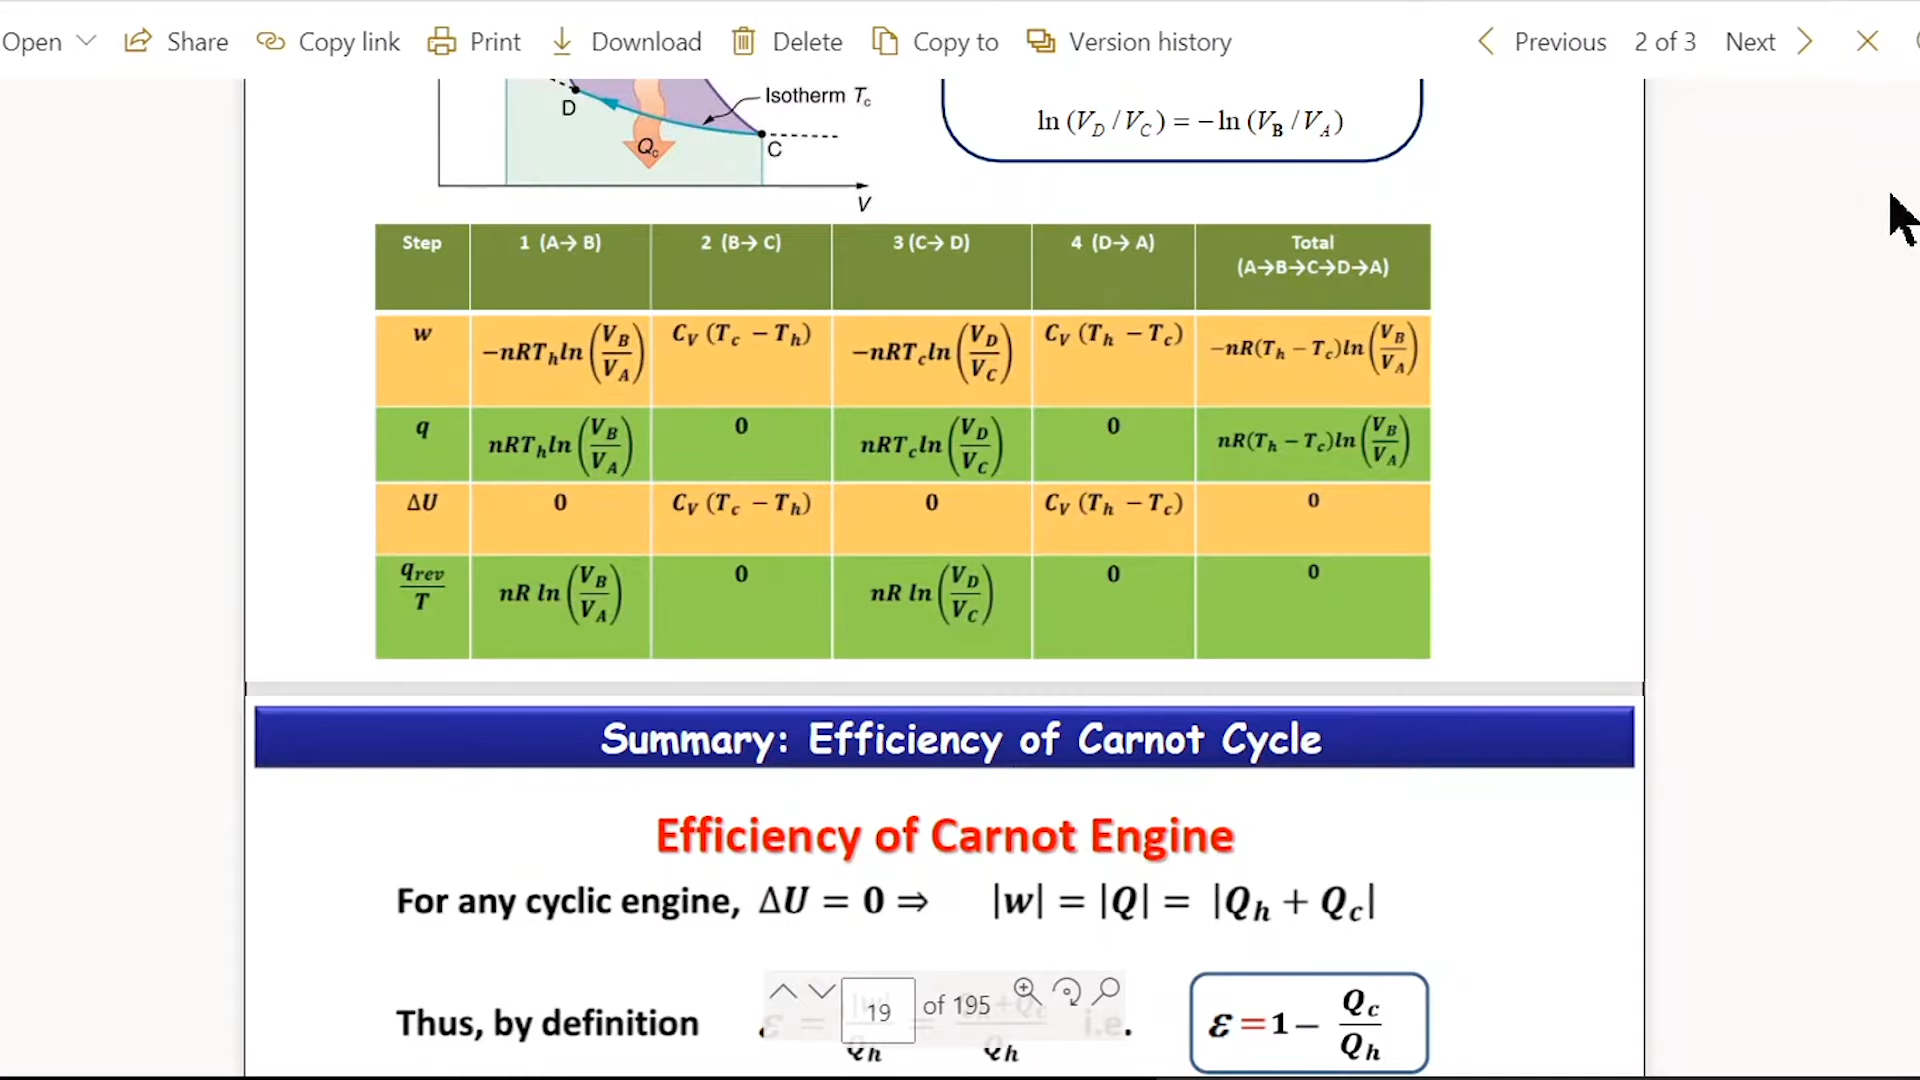 Open Share Copy link Print Download Delete Copy to Version history Previous 2 of 3 Next
D
Isotherm T_c
Q_c
C
V
ln (V_D / V_C) = −ln (V_B / V_A)
Step 1 (A→ B) 2 (B→ C) 3 (C→ D) 4 (D→ A) Total
(A→B→C→D→A)
w −nRT_h ln (V_B/V_A) C_V (T_c − T_h) −nRT_c ln (V_D/V_C) C_V (T_h − T_c) −nR(T_h − T_c)ln (V_B/V_A)
q nRT_h ln (V_B/V_A) 0 nRT_c ln (V_D/V_C) 0 nR(T_h − T_c)ln (V_B/V_A)
ΔU 0 C_V (T_c − T_h) 0 C_V (T_h − T_c) 0
q_rev/T nR ln (V_B/V_A) 0 nR ln (V_D/V_C) 0 0
Summary: Efficiency of Carnot Cycle
Efficiency of Carnot Engine
For any cyclic engine, ΔU = 0 ⇒ |w| = |Q| = |Q_h + Q_c|
19 of 195
Thus, by definition ε = i.e. ε = 1 − Q_c/Q_h
Q_h Q_h